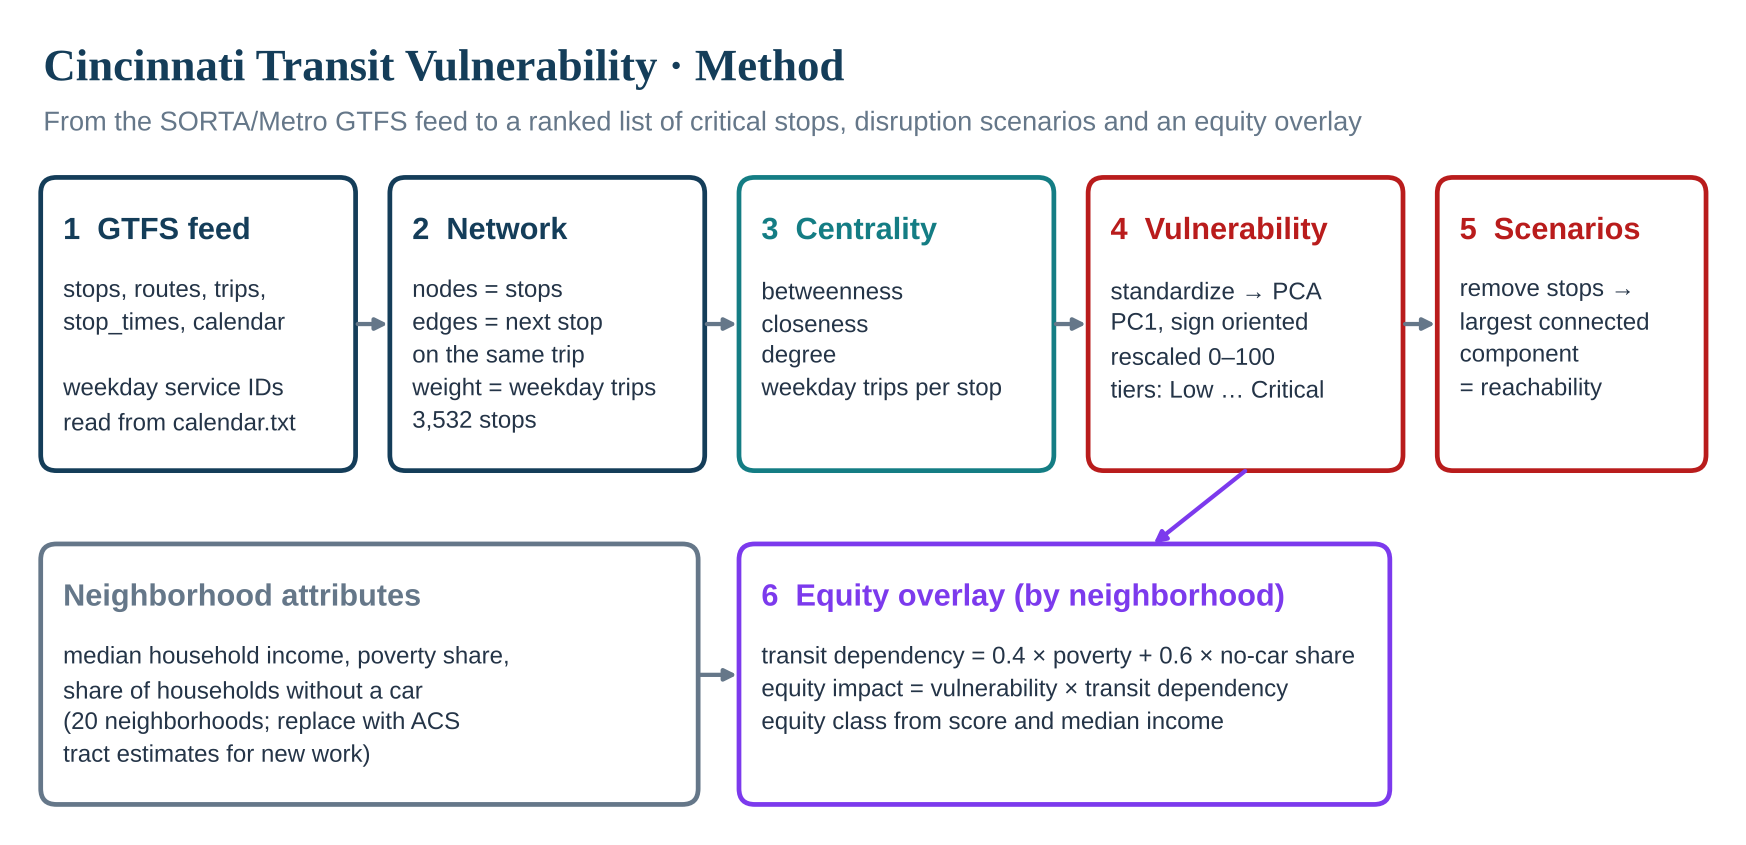 Cincinnati Transit Vulnerability · Method
From the SORTA/Metro GTFS feed to a ranked list of critical stops, disruption scenarios and an equity overlay
1 GTFS feed
stops, routes, trips,
stop_times, calendar
weekday service IDs
read from calendar.txt
2 Network
nodes = stops
edges = next stop
on the same trip
weight = weekday trips
3,532 stops
3 Centrality
betweenness
closeness
degree
weekday trips per stop
4 Vulnerability
standardize → PCA
PC1, sign oriented
rescaled 0–100
tiers: Low … Critical
5 Scenarios
remove stops →
largest connected
component
= reachability
Neighborhood attributes
median household income, poverty share,
share of households without a car
(20 neighborhoods; replace with ACS
tract estimates for new work)
6 Equity overlay (by neighborhood)
transit dependency = 0.4 × poverty + 0.6 × no-car share
equity impact = vulnerability × transit dependency
equity class from score and median income